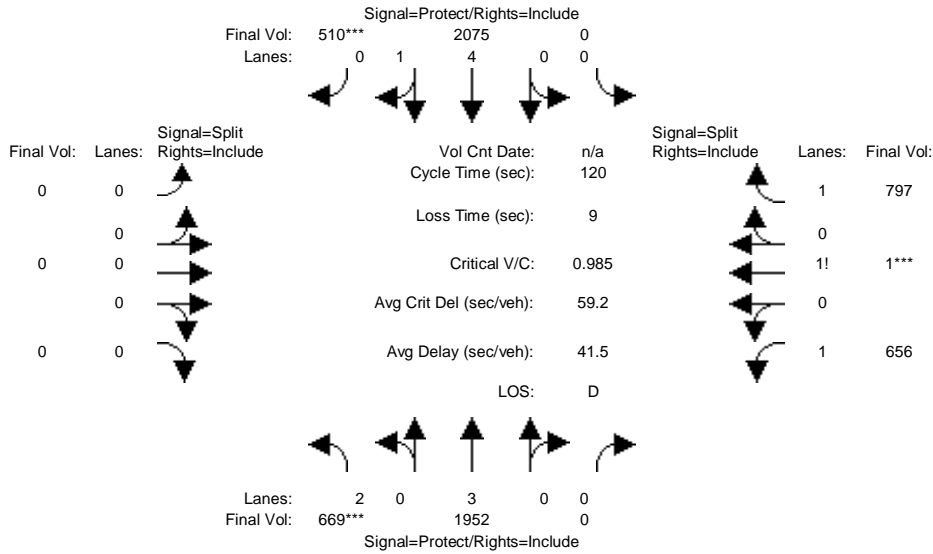 Signal=Protect/Rights=Include
Final Vol: 510*** 2075 0
Lanes: 0 1 4 0 0
Signal=Split Signal=Split
Final Vol: Lanes: Rights=Include Vol Cnt Date: n/a Rights=Include Lanes: Final Vol:
Cycle Time (sec): 120
0 0 1 797
Loss Time (sec): 9
0 0
0 0 Critical V/C: 0.985 1! 1***
0 Avg Crit Del (sec/veh): 59.2 0
0 0 Avg Delay (sec/veh): 41.5 1 656
LOS: D
Lanes: 2 0 3 0 0
Final Vol: 669*** 1952 0
Signal=Protect/Rights=Include